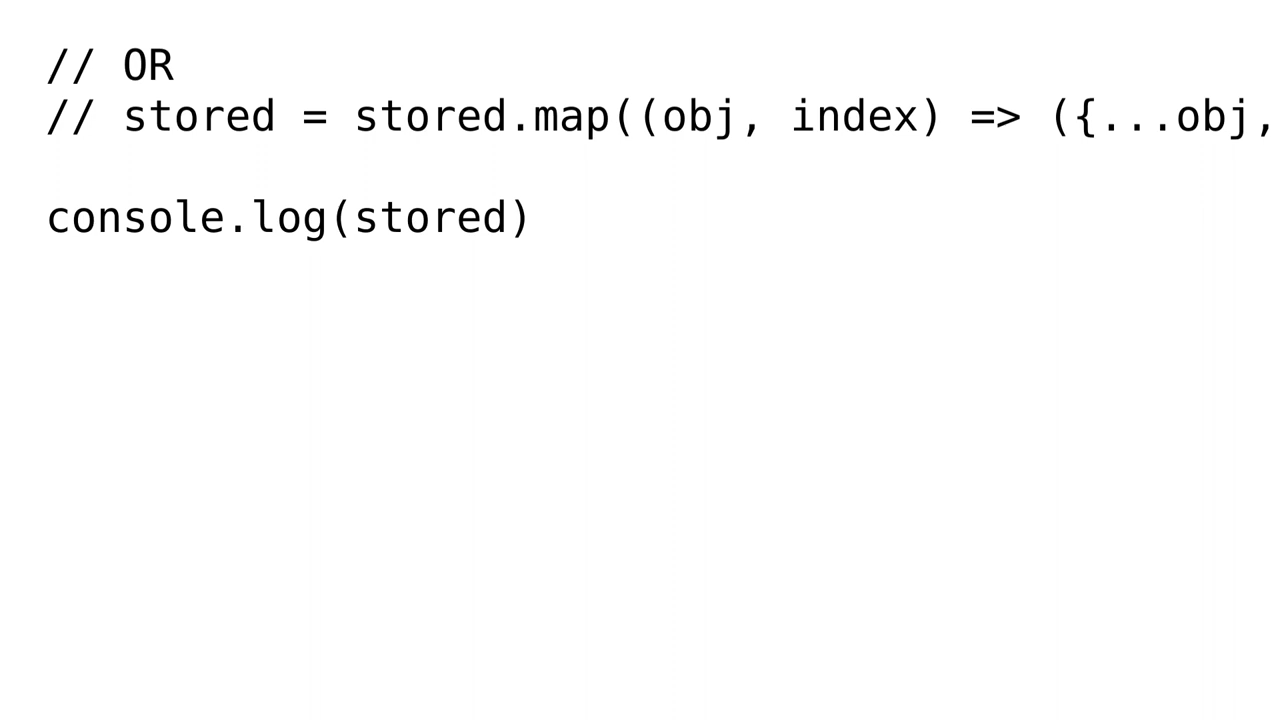 // OR
// stored = stored.map((obj, index) => ({...obj,
console.log(stored)